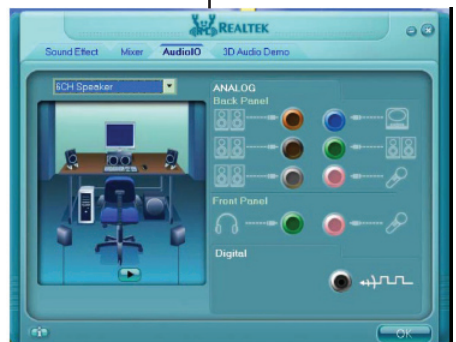 REALTEK
Sound Effect Mixer AudioIO 3D Audio Demo
6CH Speaker
ANALOG
Back Panel
Front Panel
Digital
OK